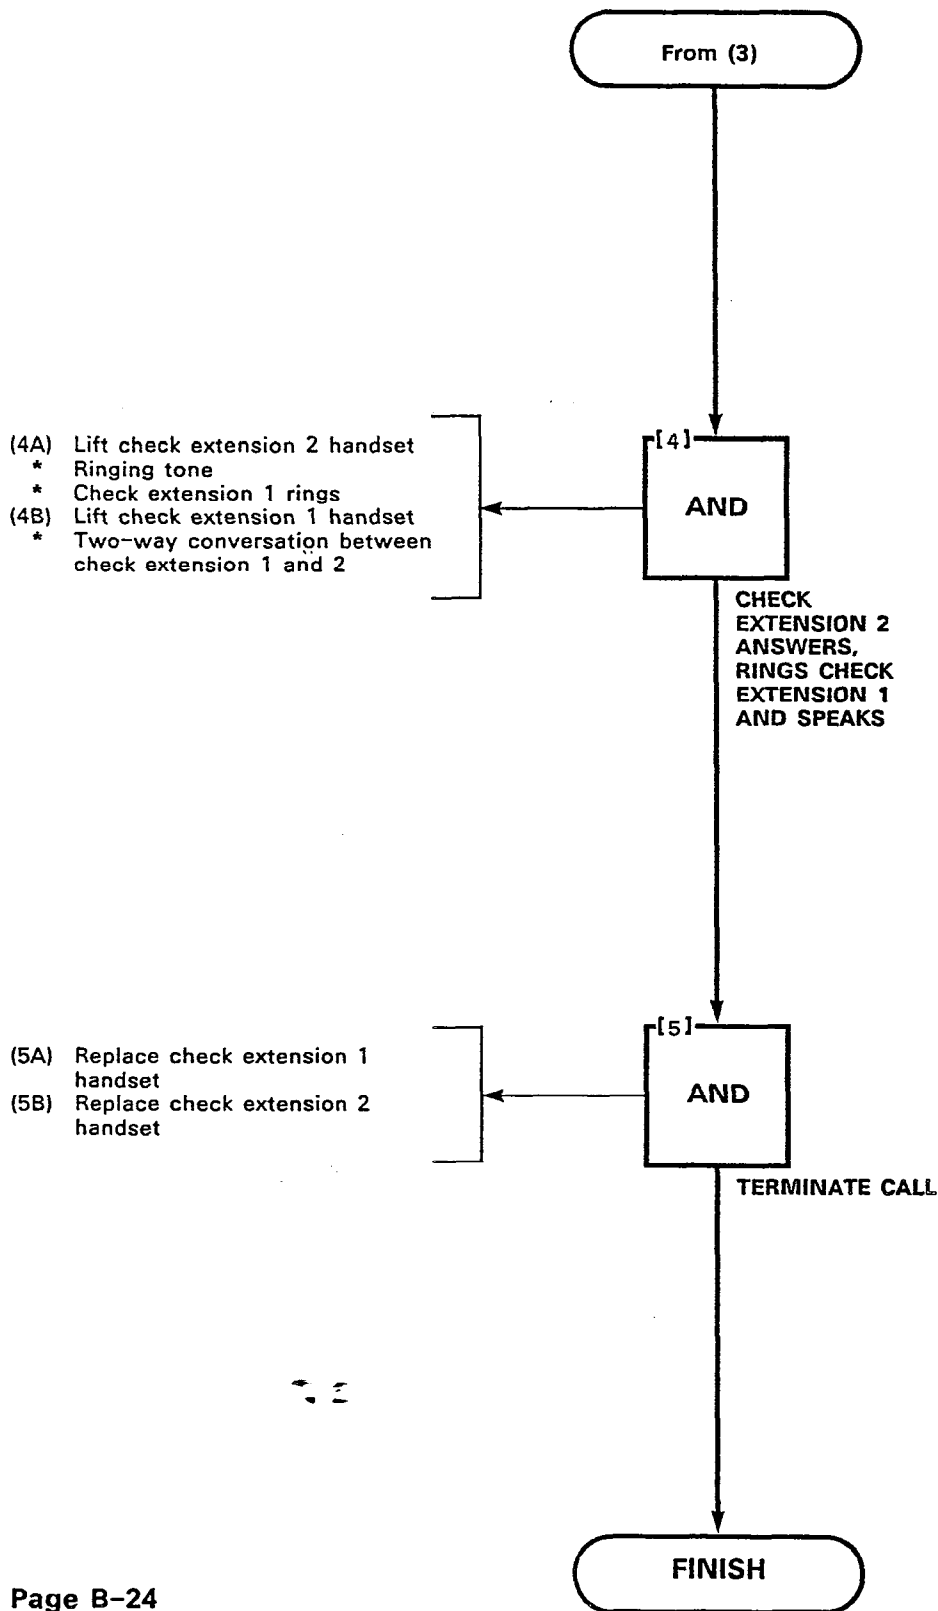 From (3)
(4A) Lift check extension 2 handset
* Ringing tone
* Check extension 1 rings
(4B) Lift check extension 1 handset
* Two-way conversation between
check extension 1 and 2
[4]
AND
CHECK
EXTENSION 2
ANSWERS,
RINGS CHECK
EXTENSION 1
AND SPEAKS
(5A) Replace check extension 1
handset
(5B) Replace check extension 2
handset
[5]
AND
TERMINATE CALL
FINISH
Page B-24